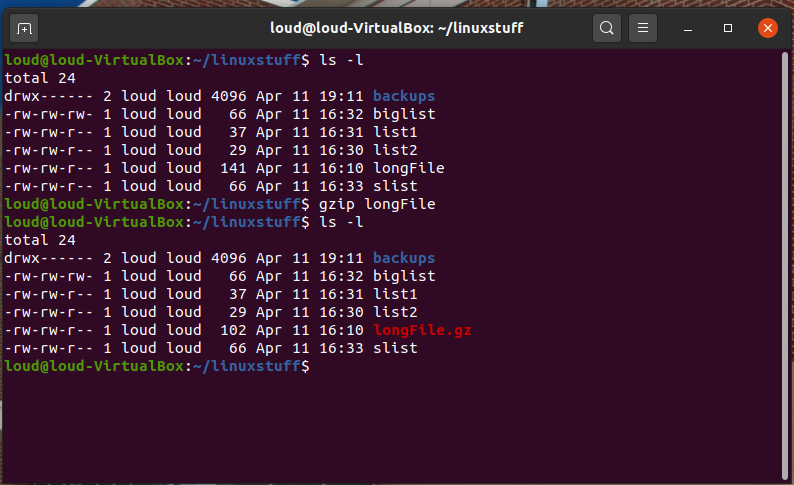 loud@loud-VirtualBox: ~/linuxstuff
loud@loud-VirtualBox:~/linuxstuff$ ls -l
total 24
drwx------ 2 loud loud 4096 Apr 11 19:11 backups
-rw-rw-rw- 1 loud loud   66 Apr 11 16:32 biglist
-rw-rw-r-- 1 loud loud   37 Apr 11 16:31 list1
-rw-rw-r-- 1 loud loud   29 Apr 11 16:30 list2
-rw-rw-r-- 1 loud loud  141 Apr 11 16:10 longFile
-rw-rw-r-- 1 loud loud   66 Apr 11 16:33 slist
loud@loud-VirtualBox:~/linuxstuff$ gzip longFile
loud@loud-VirtualBox:~/linuxstuff$ ls -l
total 24
drwx------ 2 loud loud 4096 Apr 11 19:11 backups
-rw-rw-rw- 1 loud loud   66 Apr 11 16:32 biglist
-rw-rw-r-- 1 loud loud   37 Apr 11 16:31 list1
-rw-rw-r-- 1 loud loud   29 Apr 11 16:30 list2
-rw-rw-r-- 1 loud loud  102 Apr 11 16:10 longFile.gz
-rw-rw-r-- 1 loud loud   66 Apr 11 16:33 slist
loud@loud-VirtualBox:~/linuxstuff$